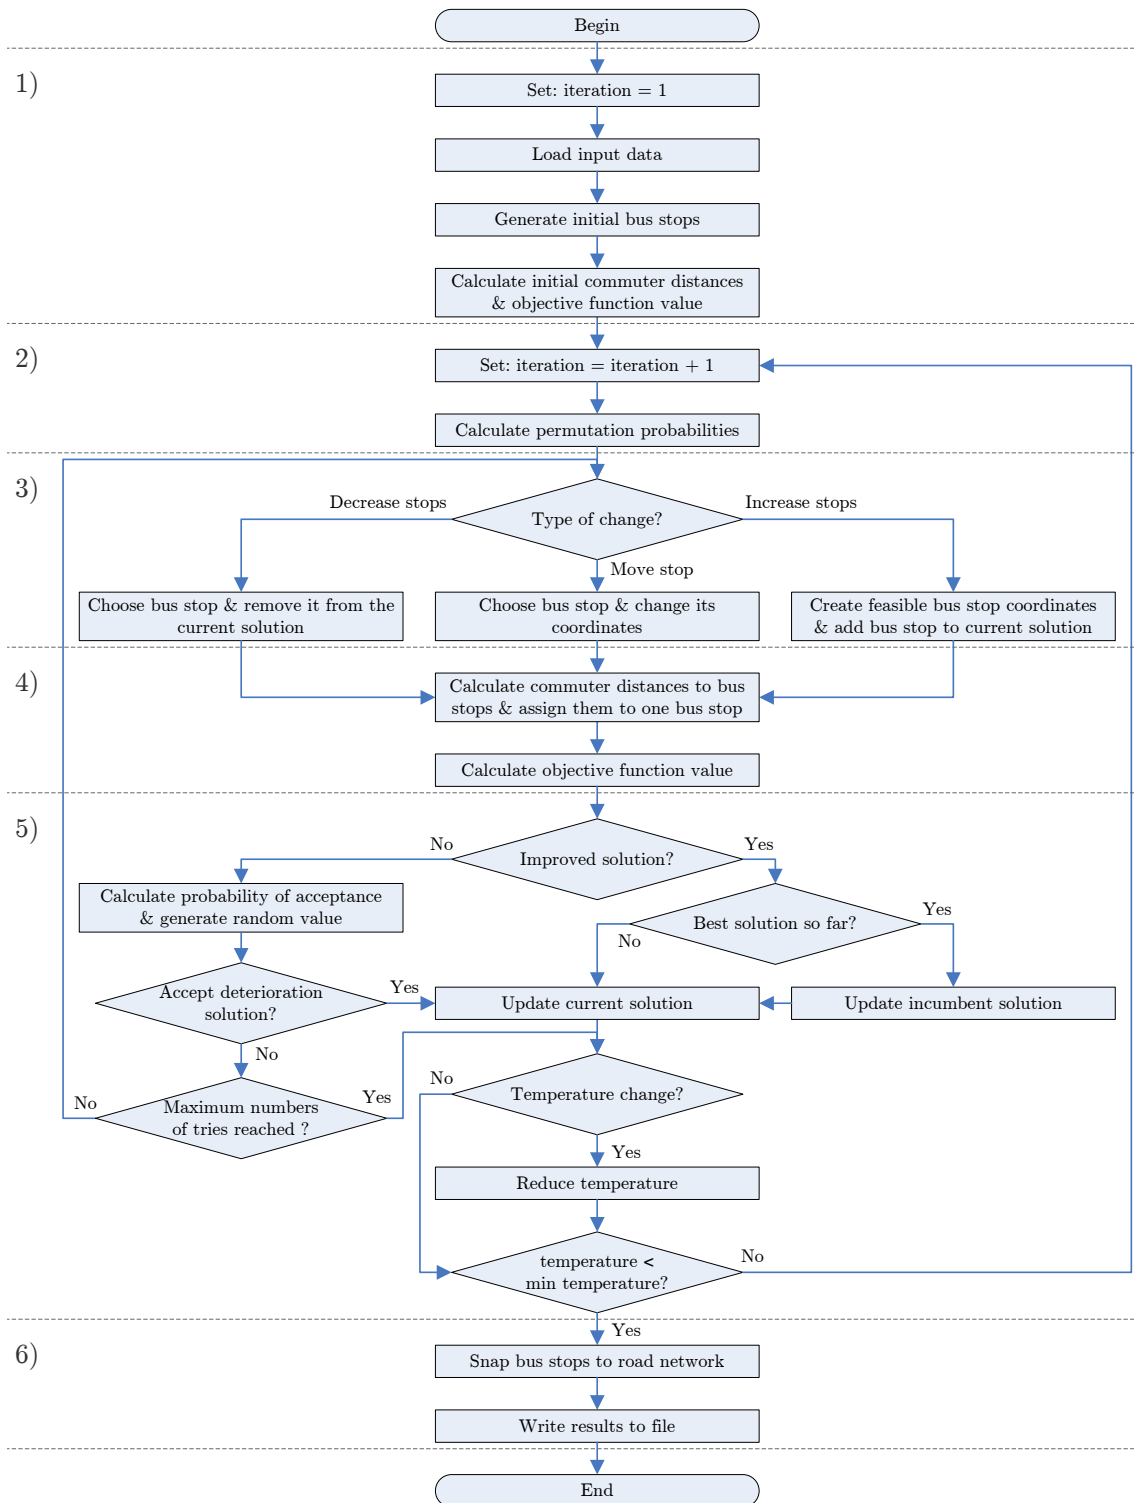 Begin
1)
Set: iteration = 1
Load input data
Generate initial bus stops
Calculate initial commuter distances
& objective function value
2)
Set: iteration = iteration + 1
Calculate permutation probabilities
3)
Decrease stops
Increase stops
Type of change?
Move stop
Choose bus stop & remove it from the
current solution
Choose bus stop & change its
coordinates
Create feasible bus stop coordinates
& add bus stop to current solution
4)
Calculate commuter distances to bus
stops & assign them to one bus stop
Calculate objective function value
5)
No
Yes
Improved solution?
Calculate probability of acceptance
& generate random value
Best solution so far?
Yes
No
Accept deterioration
solution?
Yes
Update current solution
Update incumbent solution
No
No
Temperature change?
No
Yes
Maximum numbers
of tries reached ?
Yes
Reduce temperature
No
temperature <
min temperature?
Yes
6)
Snap bus stops to road network
Write results to file
End